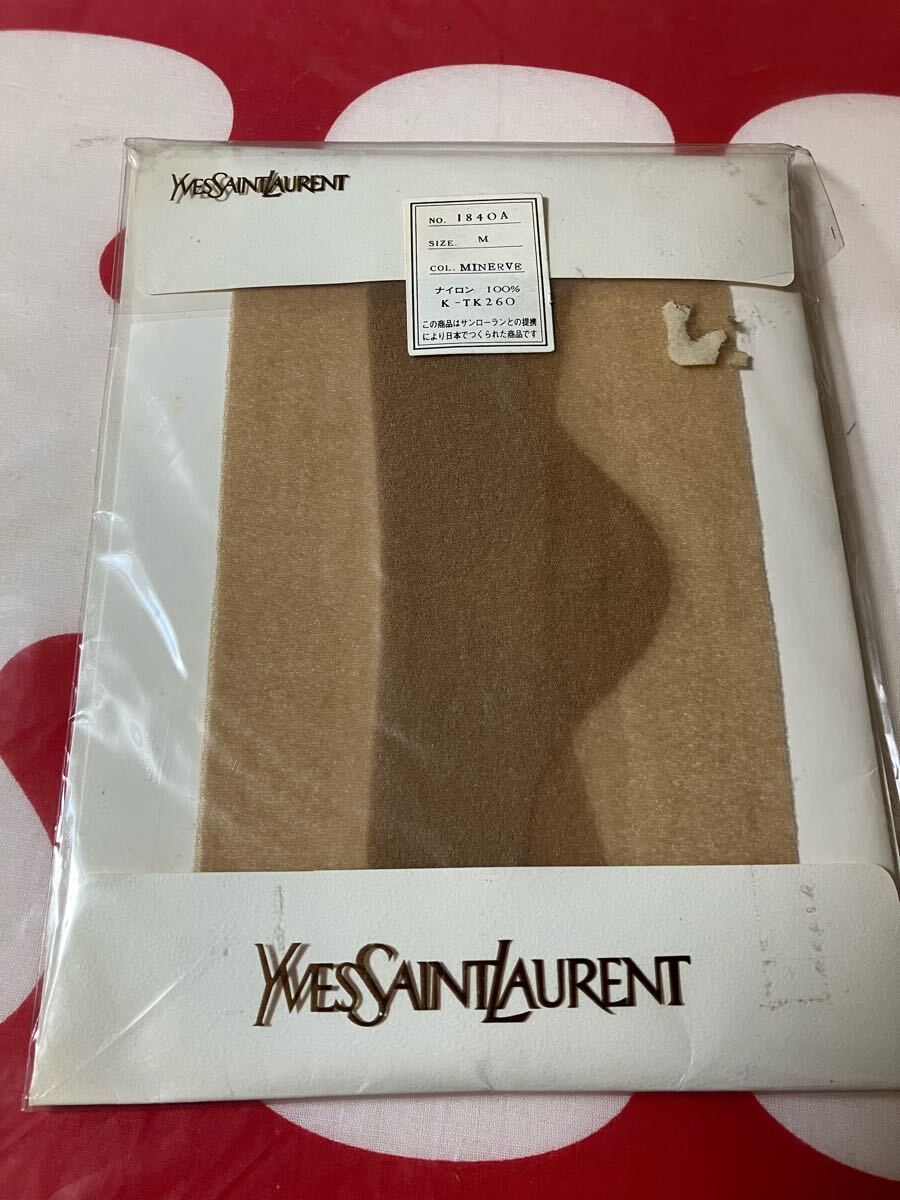 YVESSAINTLAURENT
NO. 1840A
SIZE. M
COL. MINERVE
ナイロン 100%
K-TK260
この商品はサンローランとの提携
により日本でつくられた商品です
YVESSAINTLAURENT